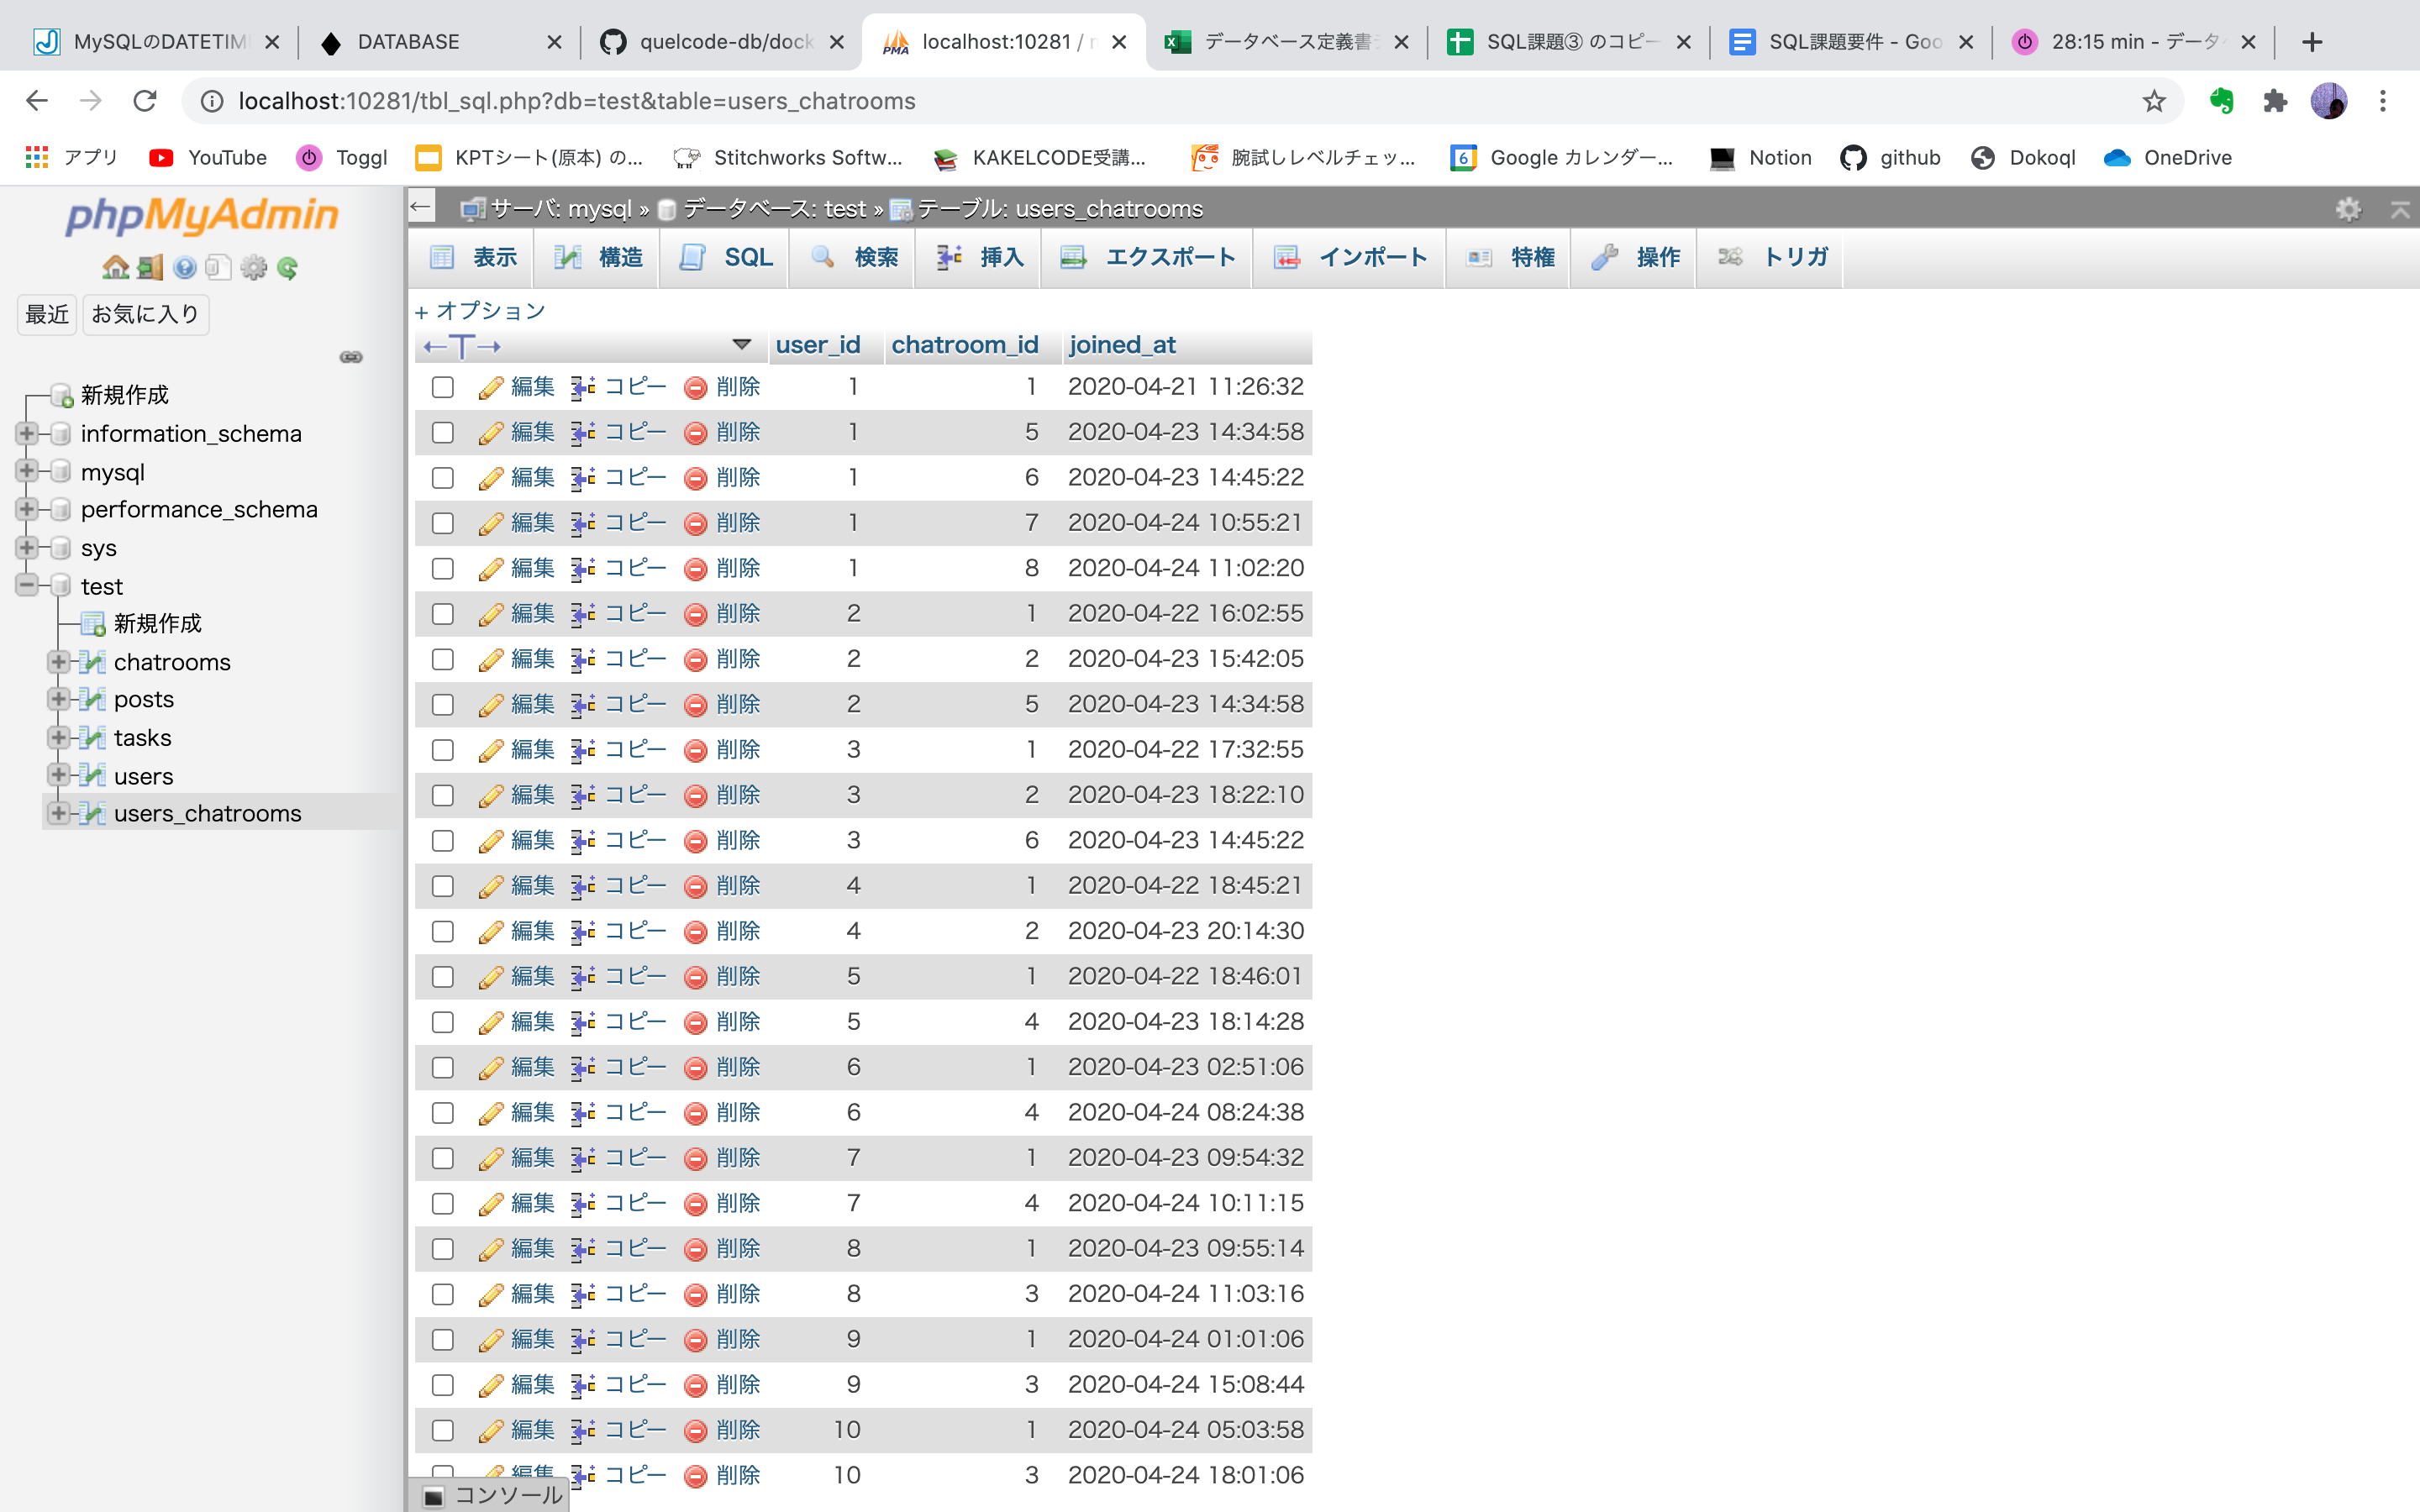 MySQLのDATETIM
DATABASE
quelcode-db/dock
localhost:10281 /
データベース定義書
SQL課題③ のコピー
SQL課題要件 - Goo
28:15 min - データ
localhost:10281/tbl_sql.php?db=test&table=users_chatrooms
アプリ
YouTube
Toggl
KPTシート(原本) の...
Stitchworks Softw...
KAKELCODE受講...
腕試しレベルチェッ...
6 Google カレンダー...
Notion
github
Dokoql
OneDrive
phpMyAdmin
最近 お気に入り
新規作成
information_schema
mysql
performance_schema
sys
test
新規作成
chatrooms
posts
tasks
users
users_chatrooms
サーバ: mysql » データベース: test » テーブル: users_chatrooms
表示 構造 SQL 検索 挿入 エクスポート インポート 特権 操作 トリガ
+ オプション
←T→ user_id chatroom_id joined_at
編集 コピー 削除 1 1 2020-04-21 11:26:32
編集 コピー 削除 1 5 2020-04-23 14:34:58
編集 コピー 削除 1 6 2020-04-23 14:45:22
編集 コピー 削除 1 7 2020-04-24 10:55:21
編集 コピー 削除 1 8 2020-04-24 11:02:20
編集 コピー 削除 2 1 2020-04-22 16:02:55
編集 コピー 削除 2 2 2020-04-23 15:42:05
編集 コピー 削除 2 5 2020-04-23 14:34:58
編集 コピー 削除 3 1 2020-04-22 17:32:55
編集 コピー 削除 3 2 2020-04-23 18:22:10
編集 コピー 削除 3 6 2020-04-23 14:45:22
編集 コピー 削除 4 1 2020-04-22 18:45:21
編集 コピー 削除 4 2 2020-04-23 20:14:30
編集 コピー 削除 5 1 2020-04-22 18:46:01
編集 コピー 削除 5 4 2020-04-23 18:14:28
編集 コピー 削除 6 1 2020-04-23 02:51:06
編集 コピー 削除 6 4 2020-04-24 08:24:38
編集 コピー 削除 7 1 2020-04-23 09:54:32
編集 コピー 削除 7 4 2020-04-24 10:11:15
編集 コピー 削除 8 1 2020-04-23 09:55:14
編集 コピー 削除 8 3 2020-04-24 11:03:16
編集 コピー 削除 9 1 2020-04-24 01:01:06
編集 コピー 削除 9 3 2020-04-24 15:08:44
編集 コピー 削除 10 1 2020-04-24 05:03:58
編集 コピー 削除 10 3 2020-04-24 18:01:06
コンソール